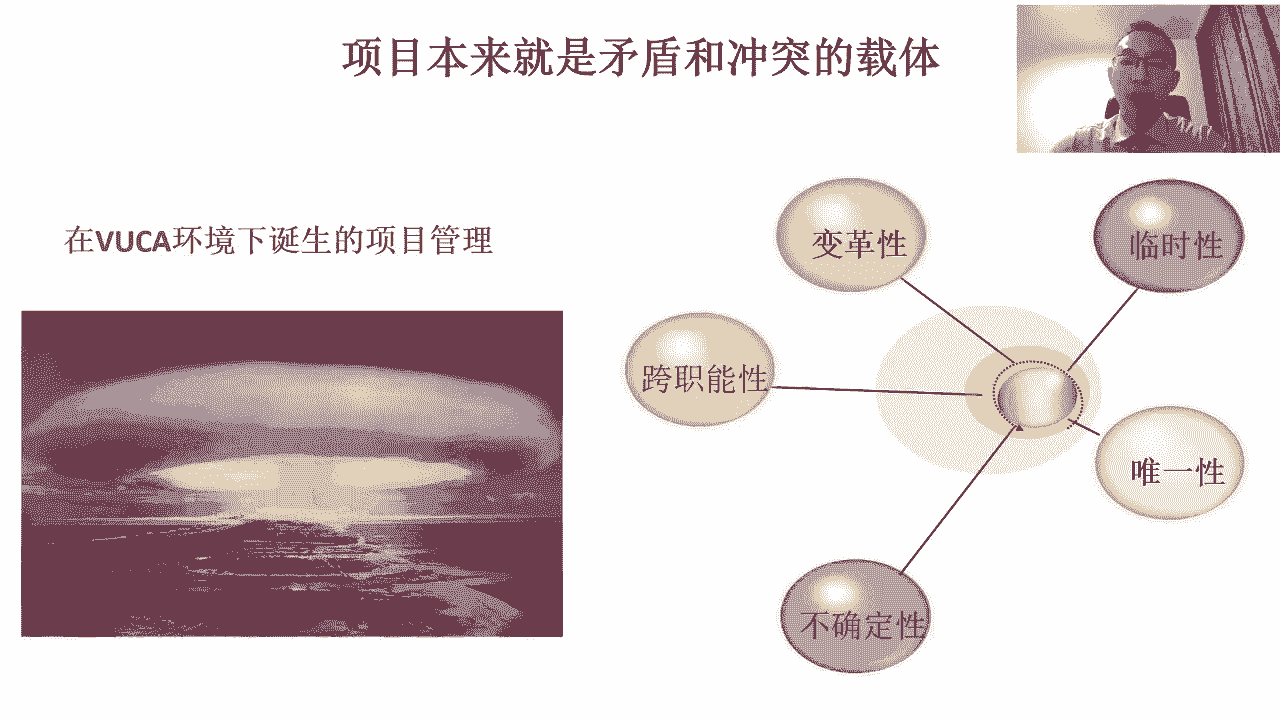 项目本来就是矛盾和冲突的载体
在VUCA环境下诞生的项目管理
变革性
临时性
跨职能性
唯一性
不确定性